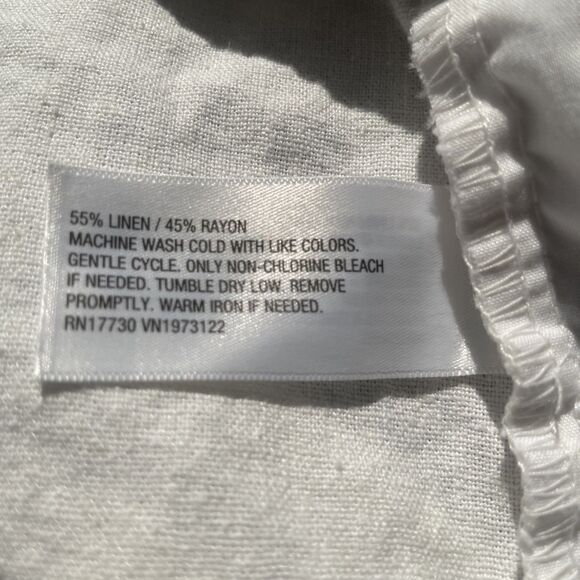 55% LINEN / 45% RAYON
MACHINE WASH COLD WITH LIKE COLORS.
GENTLE CYCLE. ONLY NON-CHLORINE BLEACH
IF NEEDED. TUMBLE DRY LOW. REMOVE
PROMPTLY. WARM IRON IF NEEDED.
RN17730 VN1973122